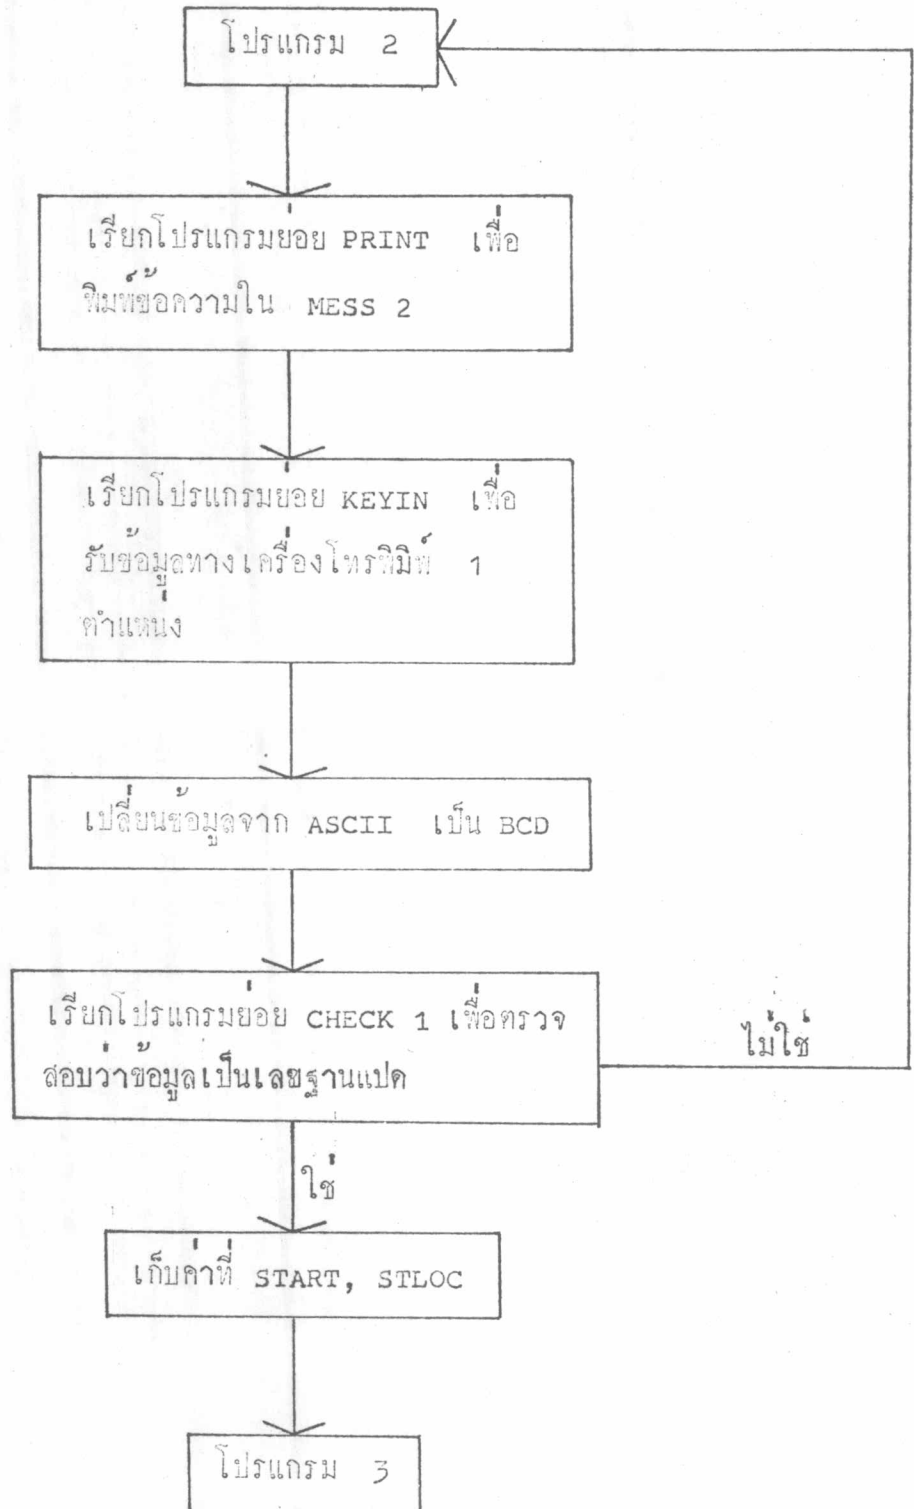 โปรแกรม 2
เรียกโปรแกรมย่อย PRINT เพื่อ
พิมพ์ข้อความใน MESS 2
เรียกโปรแกรมย่อย KEYIN เพื่อ
รับข้อมูลทางเครื่องโทรพิมิพ์ 1
ตำแหน่ง
เปลี่ยนข้อมูลจาก ASCII เป็น BCD
เรียกโปรแกรมย่อย CHECK 1 เพื่อตรวจ
สอบว่าข้อมูลเป็นเลขฐานแปด
ไม่ใช่
ใช่
เก็บค่าที่ START, STLOC
โปรแกรม 3